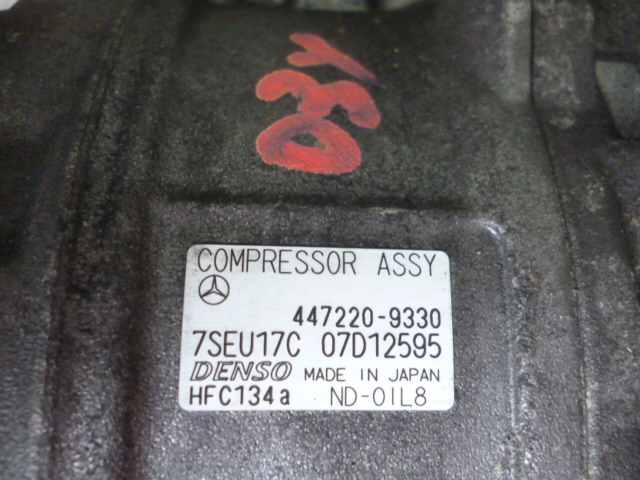 COMPRESSOR ASSY
447220-9330
7SEU17C 07D12595
DENSO MADE IN JAPAN
HFC134a ND-OIL8